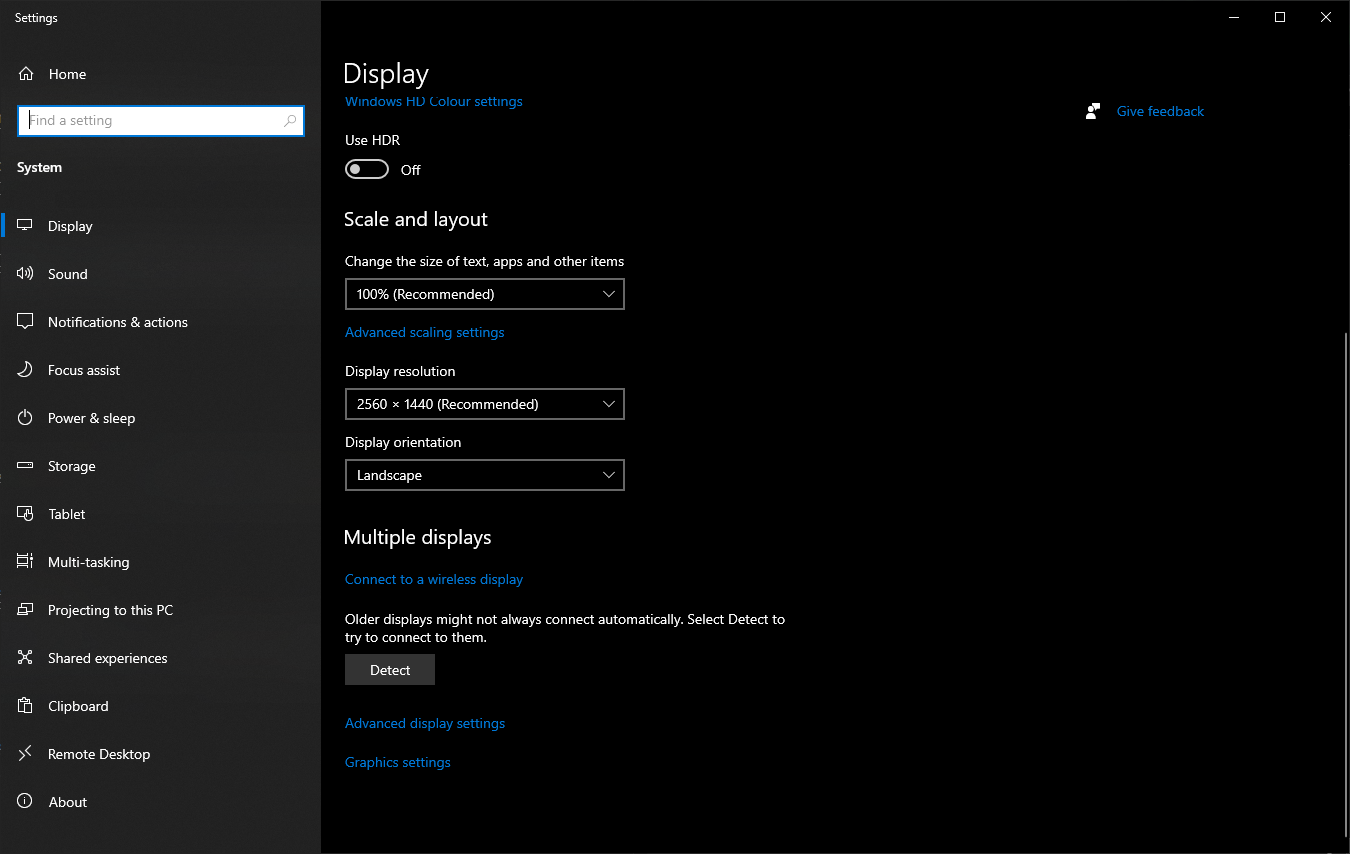 Settings
Home
Find a setting
System
Display
Sound
Notifications & actions
Focus assist
Power & sleep
Storage
Tablet
Multi-tasking
Projecting to this PC
Shared experiences
Clipboard
Remote Desktop
About
Display
Windows HD Colour settings
Give feedback
Use HDR
Off
Scale and layout
Change the size of text, apps and other items
100% (Recommended)
Advanced scaling settings
Display resolution
2560 × 1440 (Recommended)
Display orientation
Landscape
Multiple displays
Connect to a wireless display
Older displays might not always connect automatically. Select Detect to
try to connect to them.
Detect
Advanced display settings
Graphics settings